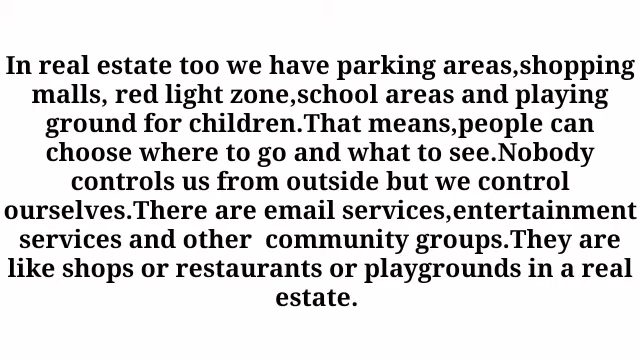 In real estate too we have parking areas,shopping
malls, red light zone,school areas and playing
ground for children.That means,people can
choose where to go and what to see.Nobody
controls us from outside but we control
ourselves.There are email services,entertainment
services and other  community groups.They are
like shops or restaurants or playgrounds in a real
estate.